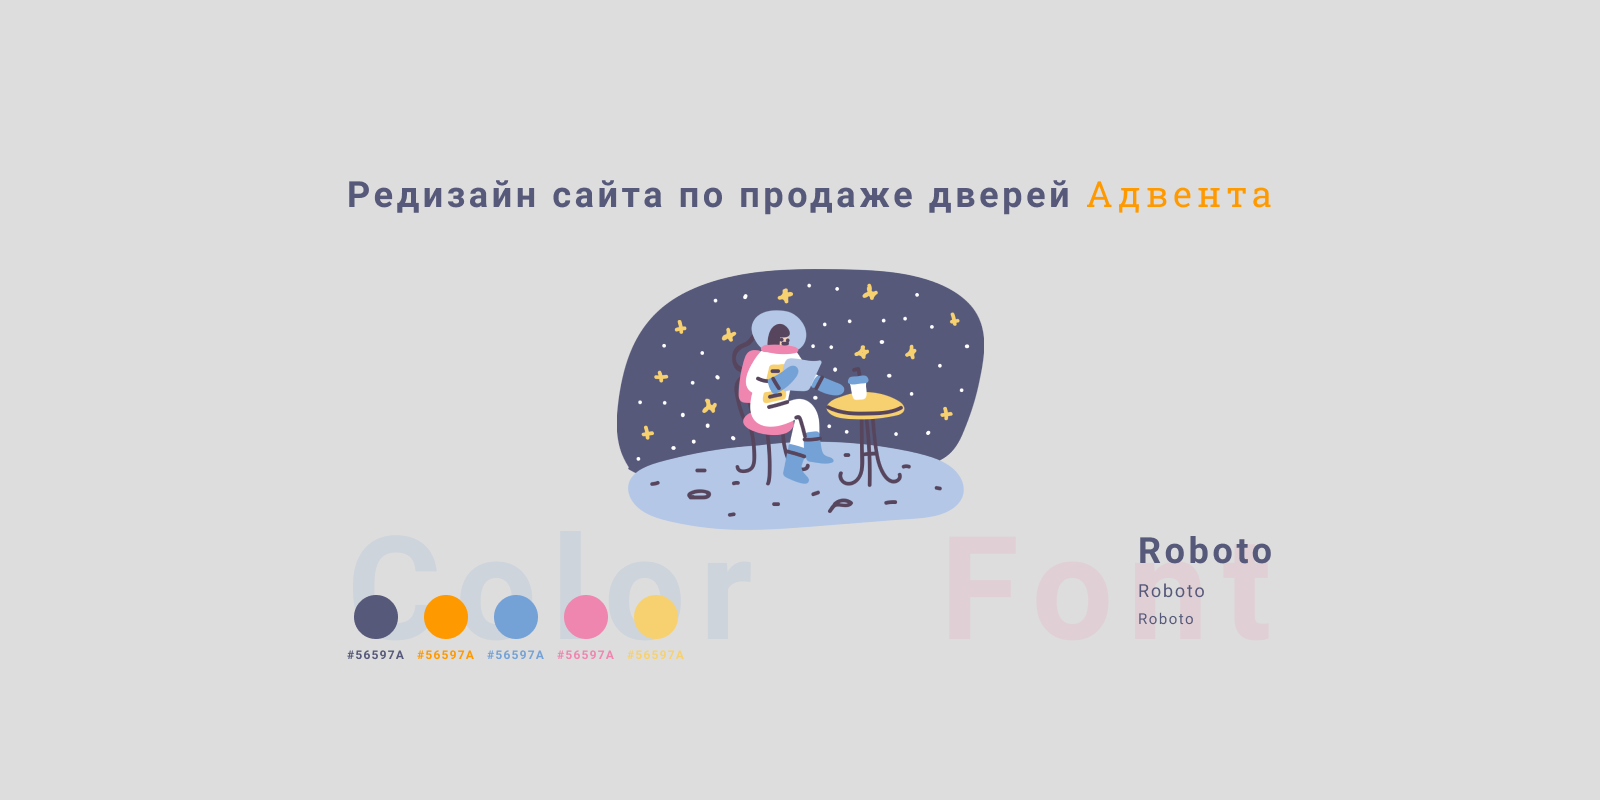 Редизайн сайта по продаже дверей Адвента
Color
#56597A #56597A #56597A #56597A #56597A
Font
Roboto
Roboto
Roboto